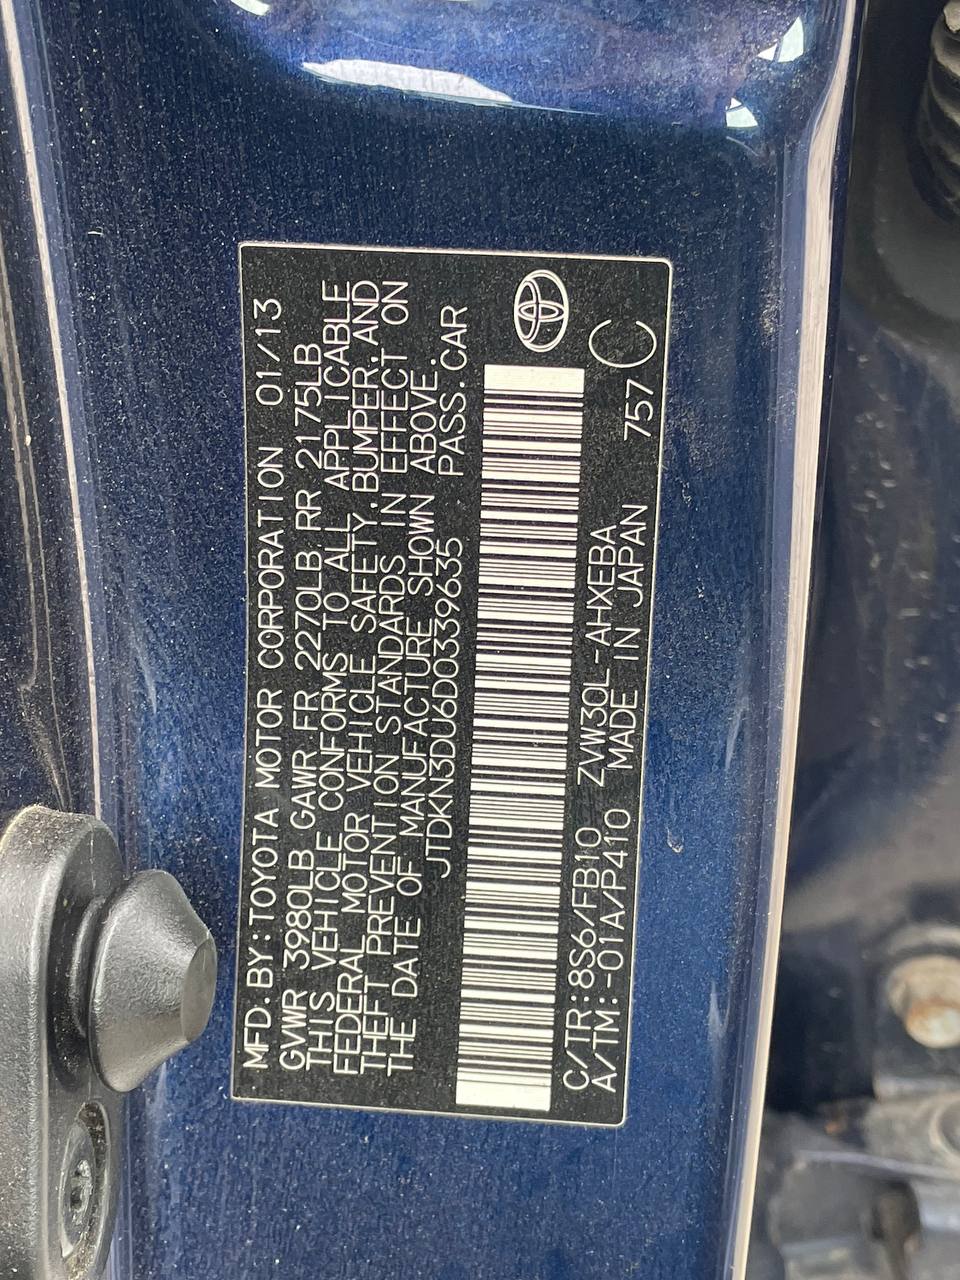 MFD.BY:TOYOTA MOTOR CORPORATION 01/13
GVWR 3980LB GAWR FR 2270LB RR 2175LB
THIS VEHICLE CONFORMS TO ALL APPLICABLE
FEDERAL MOTOR VEHICLE SAFETY,BUMPER,AND
THEFT PREVENTION STANDARDS IN EFFECT ON
THE DATE OF MANUFACTURE SHOWN ABOVE.
JTDKN3DU6D0339635 PASS.CAR
C/TR:8S6/FB10 ZVW30L-AHXEBA
A/TM:-01A/P410 MADE IN JAPAN 757 C